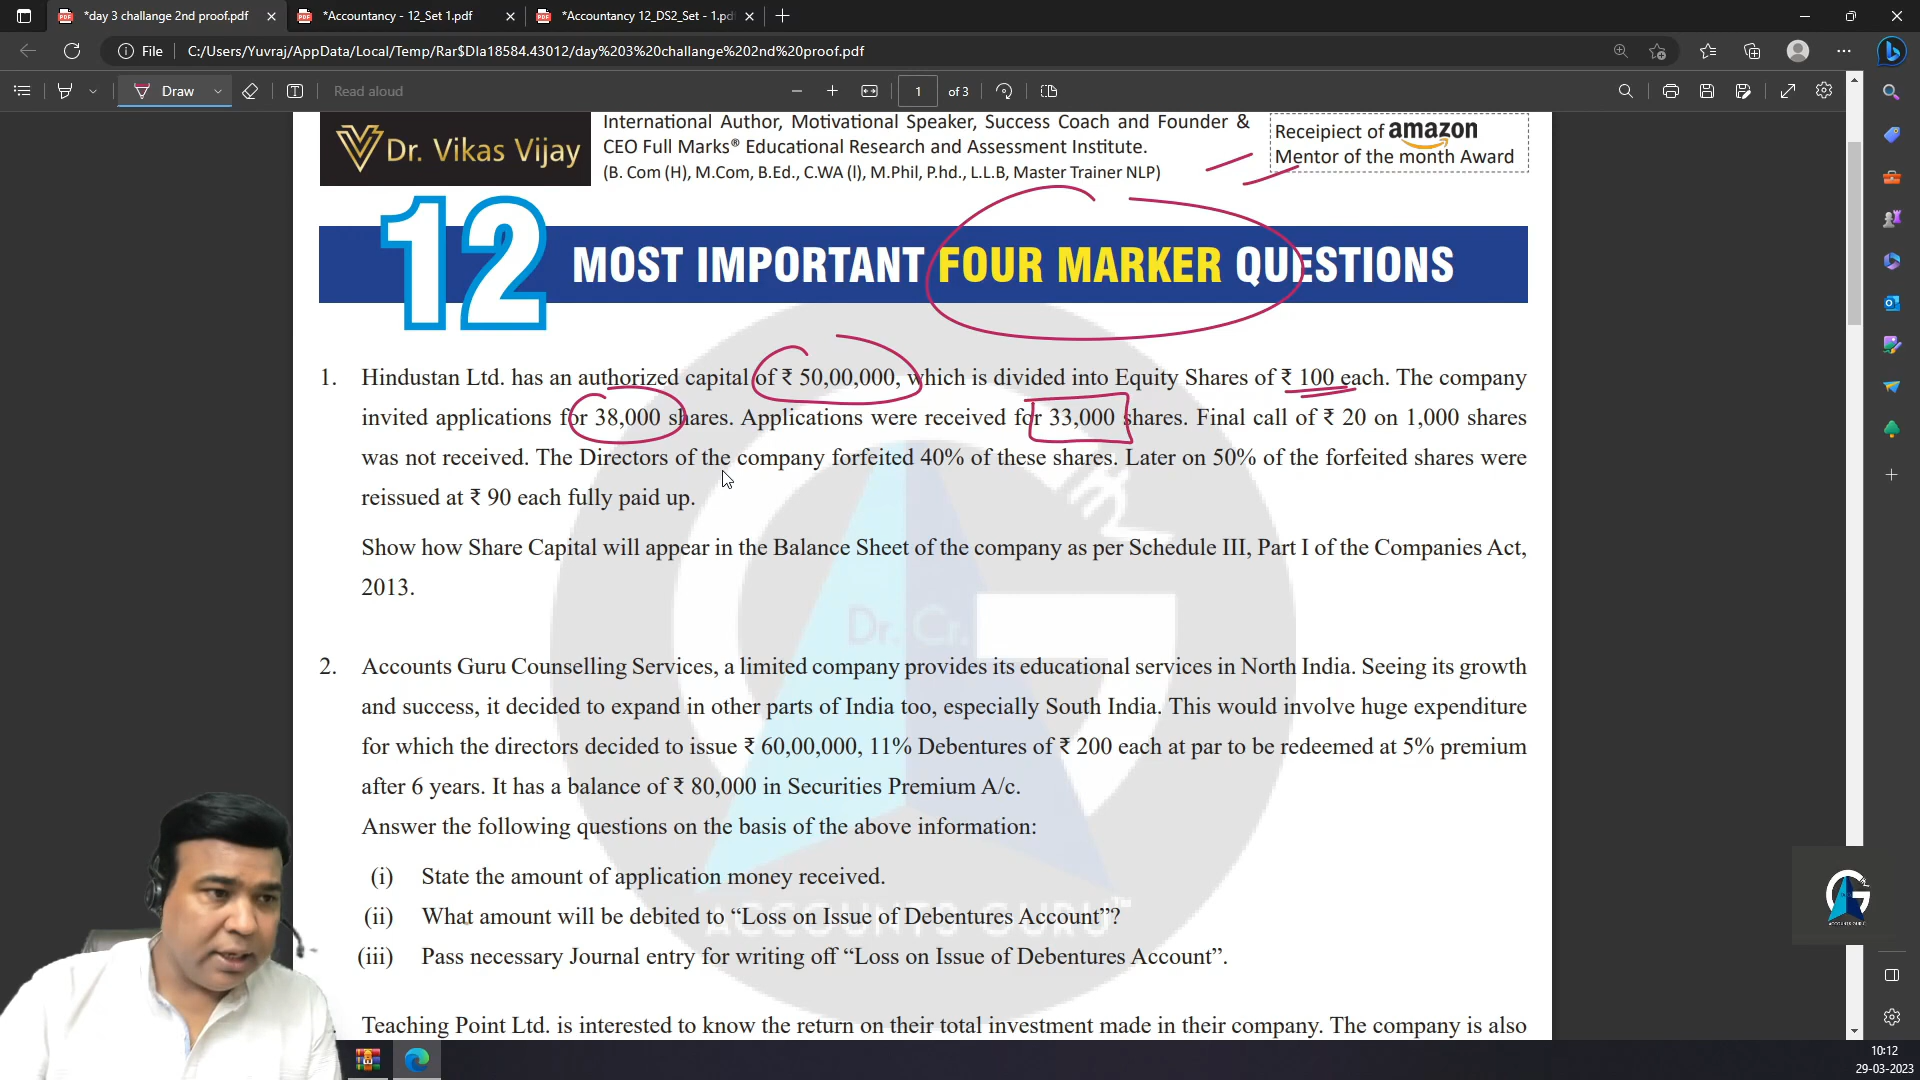 *day 3 challange 2nd proof.pdf
*Accountancy - 12_Set 1.pdf
*Accountancy 12_DS2_Set - 1.pdf
File
C:/Users/Yuvraj/AppData/Local/Temp/Rar$DIa18584.43012/day%203%20challange%202nd%20proof.pdf
Draw
Read aloud
1 of 3
Dr. Vikas Vijay
International Author, Motivational Speaker, Success Coach and Founder &
CEO Full Marks® Educational Research and Assessment Institute.
(B. Com (H), M.Com, B.Ed., C.WA (I), M.Phil, P.hd., L.L.B, Master Trainer NLP)
Receipiect of amazon
Mentor of the month Award
12 MOST IMPORTANT FOUR MARKER QUESTIONS
1. Hindustan Ltd. has an authorized capital of ₹ 50,00,000, which is divided into Equity Shares of ₹ 100 each. The company
invited applications for 38,000 shares. Applications were received for 33,000 shares. Final call of ₹ 20 on 1,000 shares
was not received. The Directors of the company forfeited 40% of these shares. Later on 50% of the forfeited shares were
reissued at ₹ 90 each fully paid up.
Show how Share Capital will appear in the Balance Sheet of the company as per Schedule III, Part I of the Companies Act,
2013.
Dr. Cr.
2. Accounts Guru Counselling Services, a limited company provides its educational services in North India. Seeing its growth
and success, it decided to expand in other parts of India too, especially South India. This would involve huge expenditure
for which the directors decided to issue ₹ 60,00,000, 11% Debentures of ₹ 200 each at par to be redeemed at 5% premium
after 6 years. It has a balance of ₹ 80,000 in Securities Premium A/c.
Answer the following questions on the basis of the above information:
(i) State the amount of application money received.
(ii) What amount will be debited to “Loss on Issue of Debentures Account”?
ACCOUNTS GURU™
(iii) Pass necessary Journal entry for writing off “Loss on Issue of Debentures Account”.
Teaching Point Ltd. is interested to know the return on their total investment made in their company. The company is also
ACCOUNTS GURU
10:12
29-03-2023